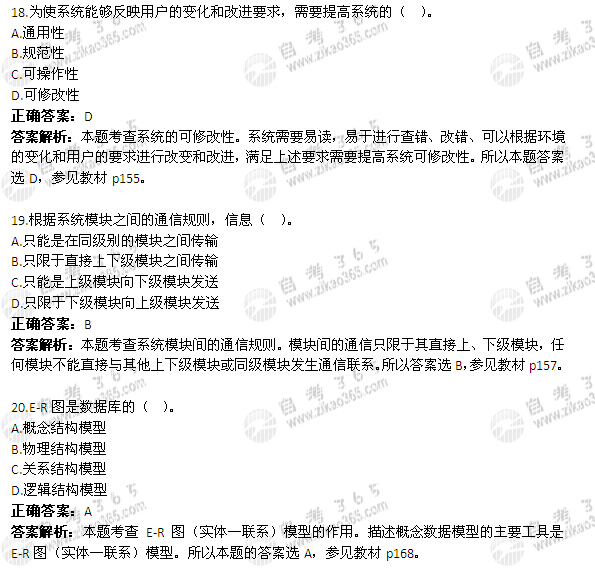 18.为使系统能够反映用户的变化和改进要求，需要提高系统的（　）。
A.通用性
B.规范性
C.可操作性
D.可修改性
正确答案：D
答案解析：本题考查系统的可修改性。系统需要易读，易于进行查错、改错、可以根据环境
的变化和用户的要求进行改变和改进，满足上述要求需要提高系统可修改性。所以本题答案
选 D，参见教材 p155。
19.根据系统模块之间的通信规则，信息（　）。
A.只能是在同级别的模块之间传输
B.只限于直接上下级模块之间传输
C.只能是上级模块向下级模块发送
D.只限于下级模块向上级模块发送
正确答案：B
答案解析：本题考查系统模块间的通信规则。模块间的通信只限于其直接上、下级模块，任
何模块不能直接与其他上下级模块或同级模块发生通信联系。所以答案选 B，参见教材 p157。
20.E-R 图是数据库的（　）。
A.概念结构模型
B.物理结构模型
C.关系结构模型
D.逻辑结构模型
正确答案：A
答案解析：本题考查 E-R 图（实体一联系）模型的作用。描述概念数据模型的主要工具是
E-R 图（实体一联系）模型。所以本题的答案选 A，参见教材 p168。
自考365
www.zikao365.com